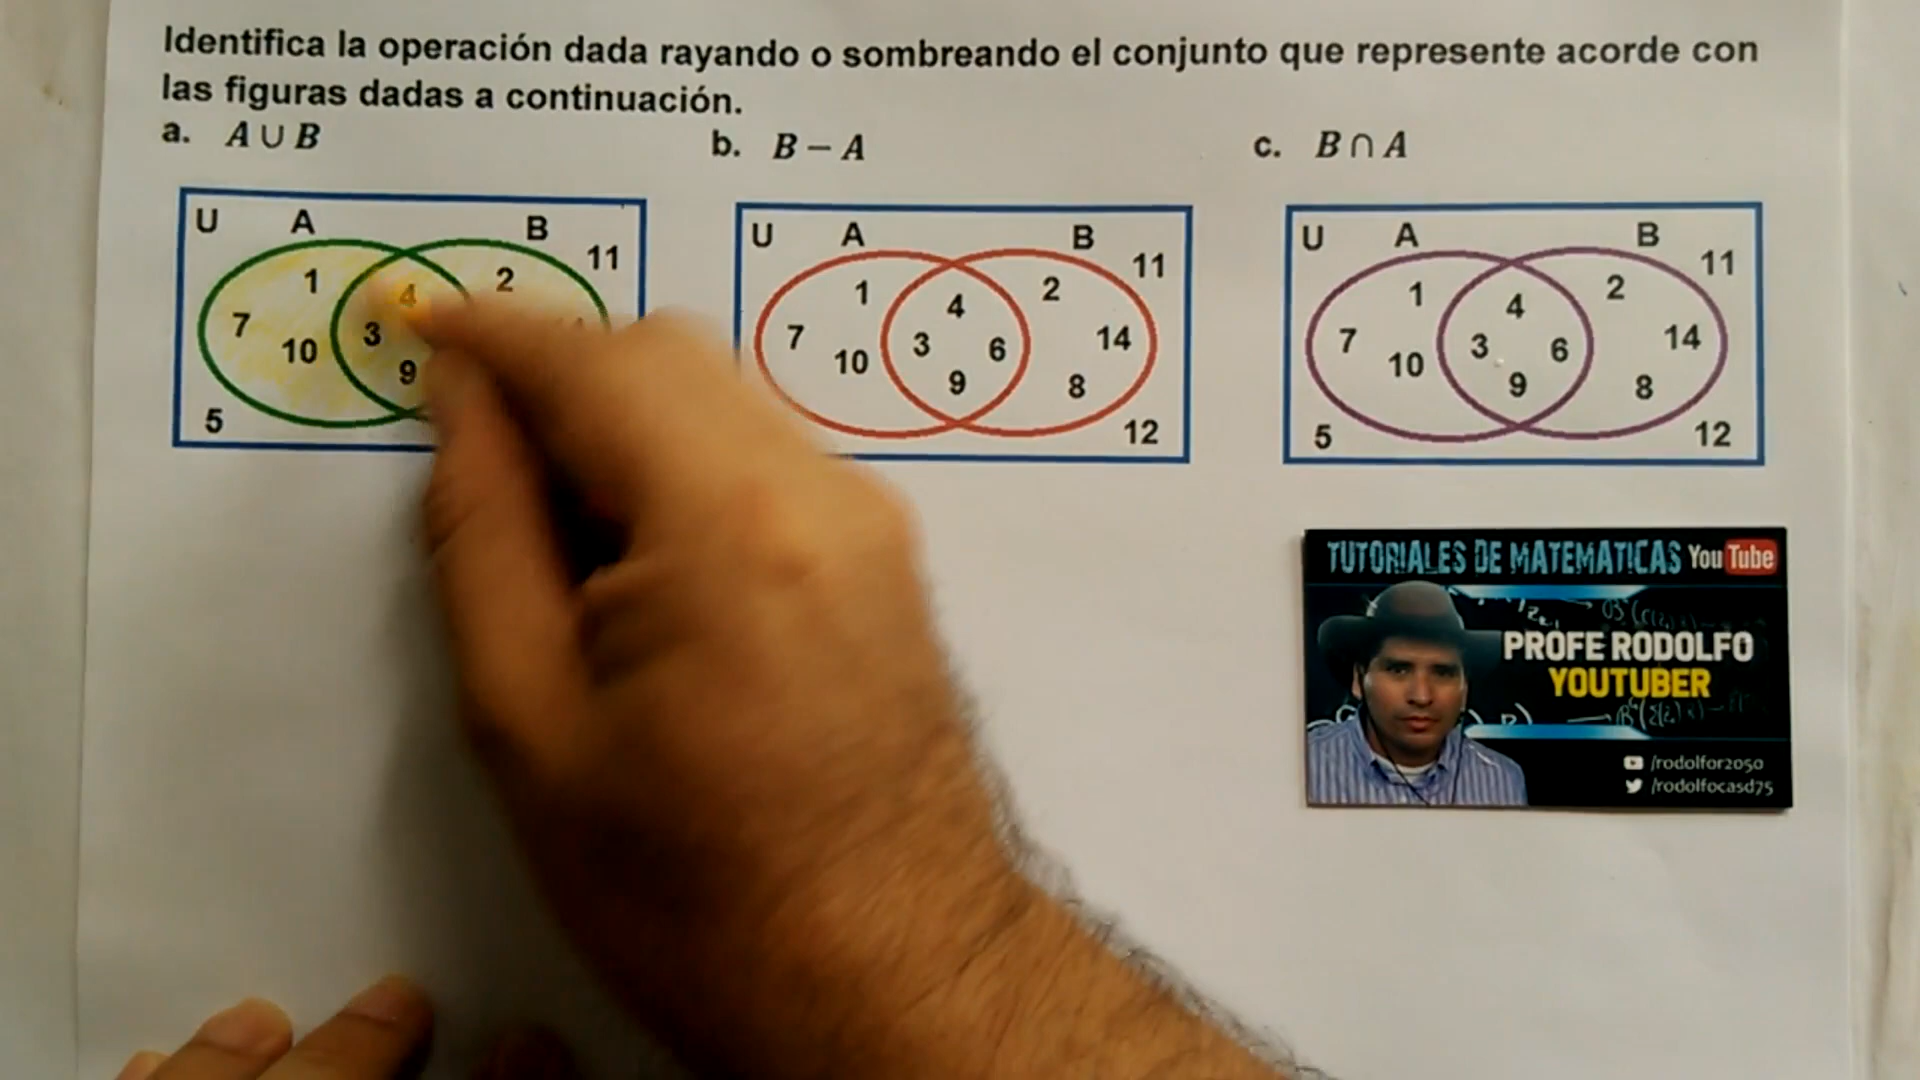 Identifica la operación dada rayando o sombreando el conjunto que represente acorde con
las figuras dadas a continuación.
a. A ∪ B
b. B − A
c. B ∩ A
U A B 11
1 4 2
7 10 3 9
5
U A B 11
1 4 2
7 10 3 6 14
9 8
12
U A B 11
1 4 2
7 10 3 6 14
9 8
5 12
TUTORIALES DE MATEMATICAS YouTube
PROFE RODOLFO
YOUTUBER
/rodolfor2050
/rodolfocasd75